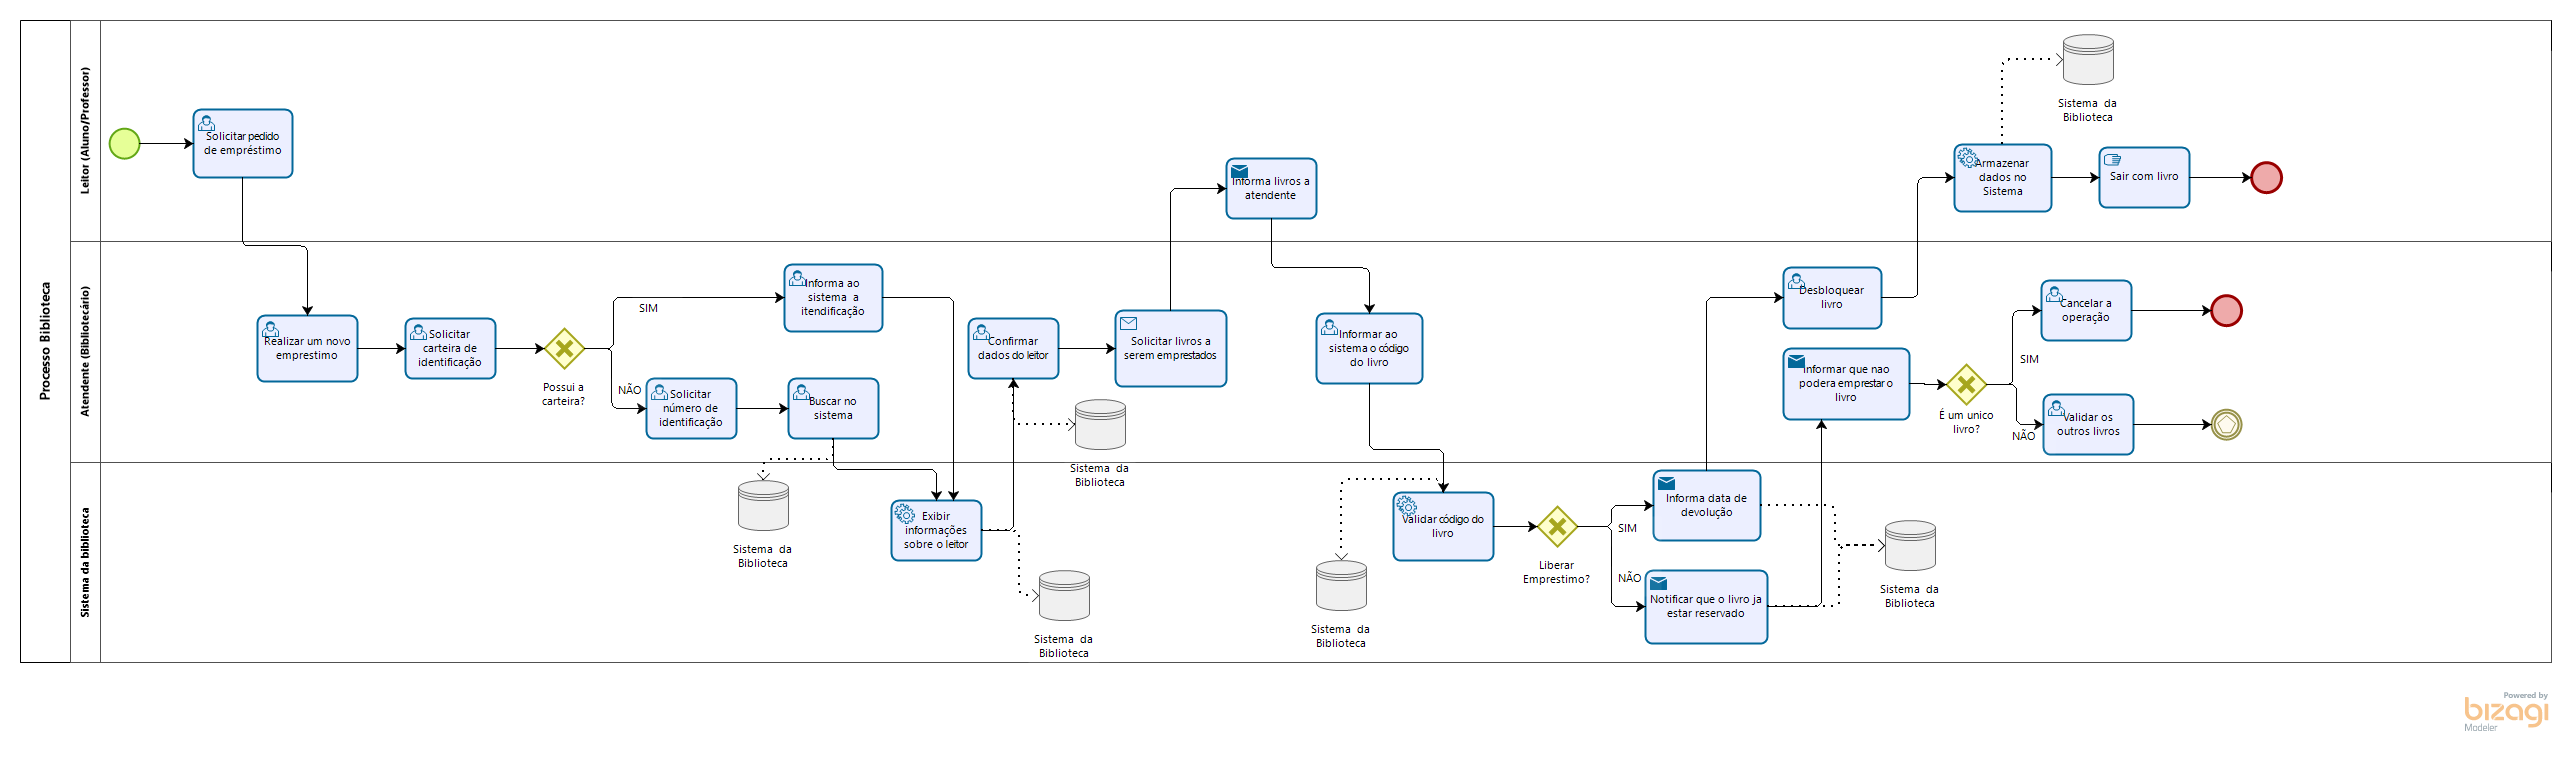 Processo Biblioteca
Leitor (Aluno/Professor)
Solicitar pedido
de empréstimo
Informa livros a
atendente
Armazenar
dados no
Sistema
Sistema da
Biblioteca
Sair com livro
Atendente (Bibliotecário)
Realizar um novo
emprestimo
Solicitar
carteira de
identificação
Possui a
carteira?
SIM
NÃO
Informa ao
sistema a
itendificação
Solicitar
número de
identificação
Buscar no
sistema
Confirmar
dados do leitor
Sistema da
Biblioteca
Solicitar livros a
serem emprestados
Informar ao
sistema o código
do livro
Desbloquear
livro
Informar que nao
podera emprestar o
livro
É um unico
livro?
SIM
NÃO
Cancelar a
operação
Validar os
outros livros
Sistema da biblioteca
Sistema da
Biblioteca
Exibir
informações
sobre o leitor
Sistema da
Biblioteca
Sistema da
Biblioteca
Validar código do
livro
Liberar
Emprestimo?
SIM
NÃO
Informa data de
devolução
Notificar que o livro ja
estar reservado
Sistema da
Biblioteca
Powered by
bizagi
Modeler